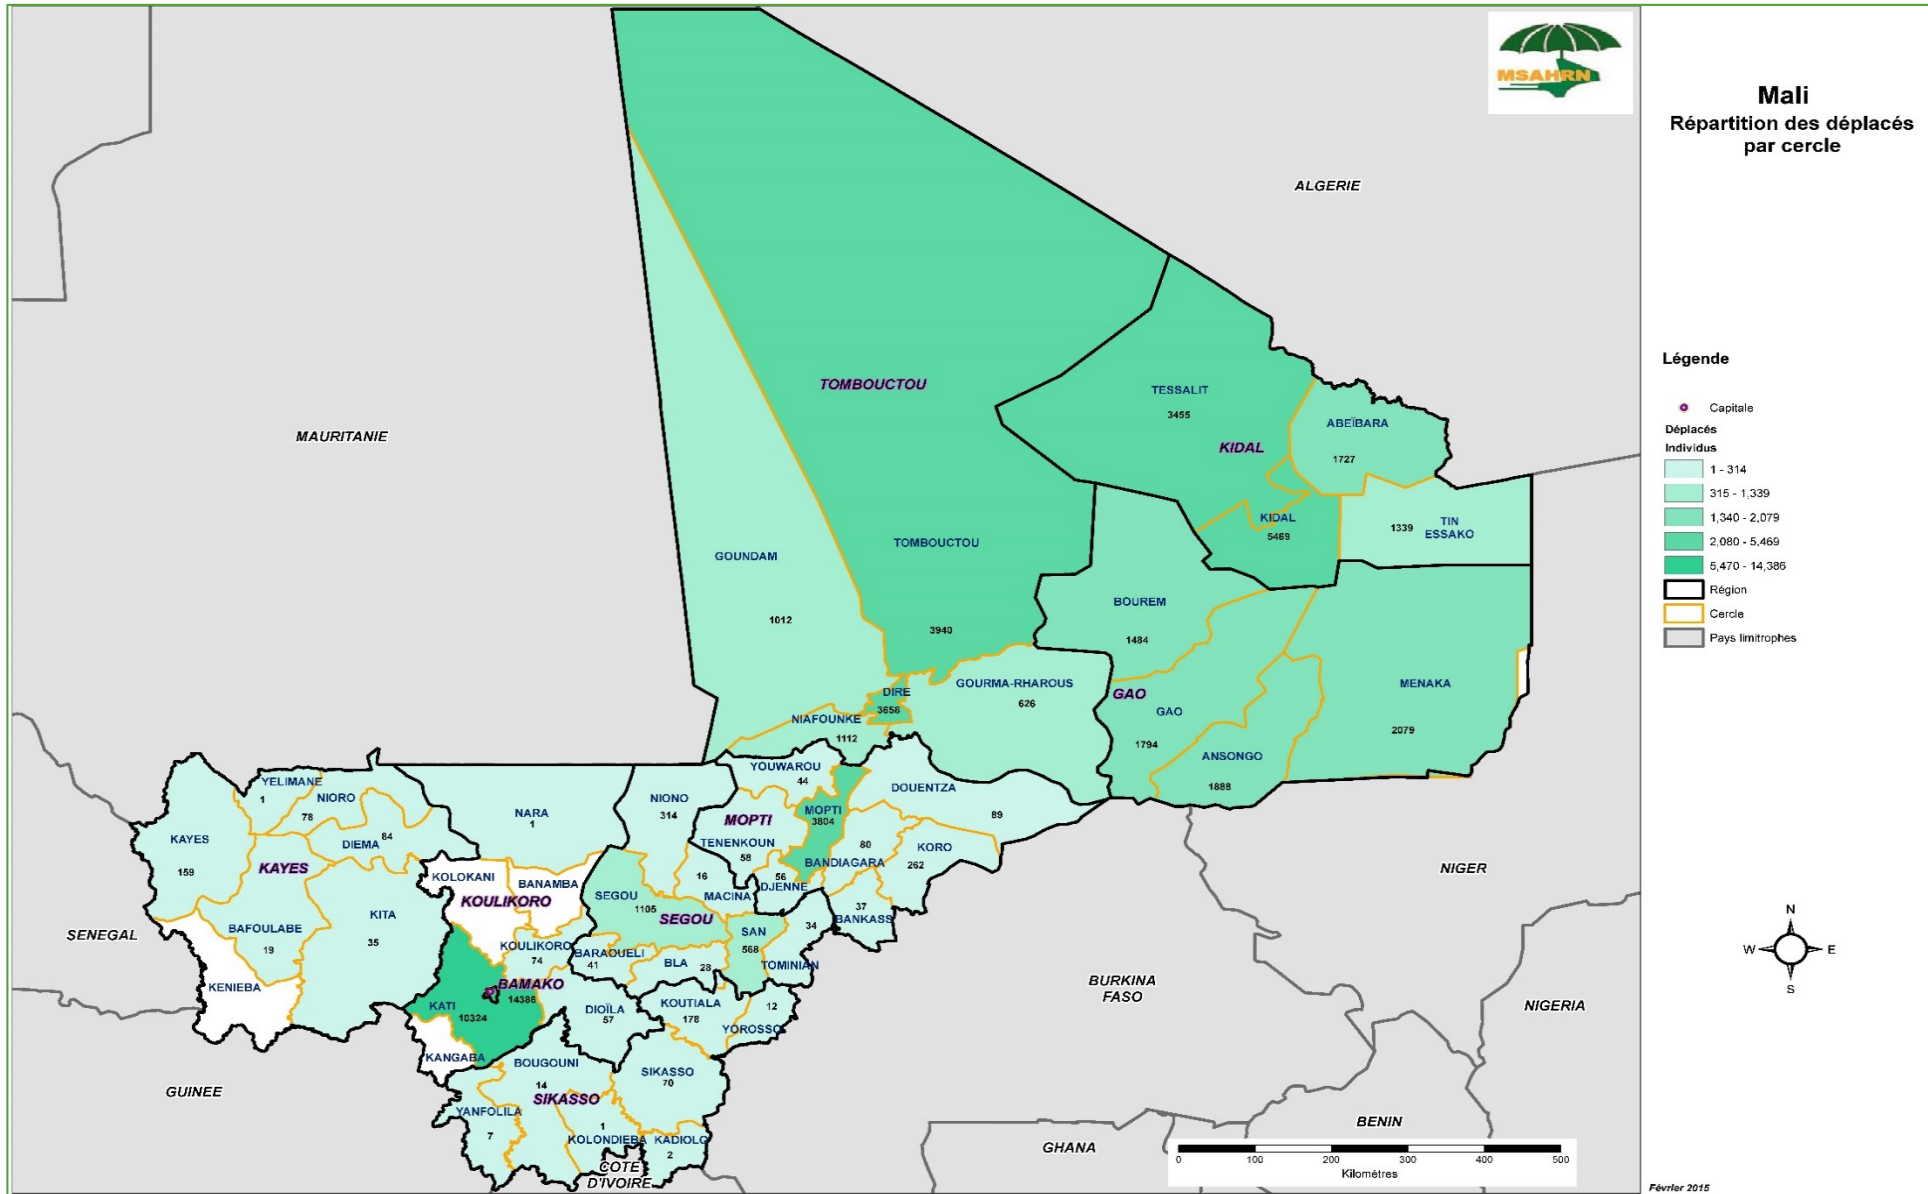 MSAHRN
Mali
Répartition des déplacés
par cercle
ALGERIE
MAURITANIE
TOMBOUCTOU
TESSALIT
3455
KIDAL
ABEÏBARA
1727
KIDAL
5469
1339
TIN
ESSAKO
GOUNDAM
1012
TOMBOUCTOU
3940
BOUREM
1484
MENAKA
2079
DIRE
3658
GOURMA-RHAROUS
626
GAO
GAO
1794
ANSONGO
1888
NIAFOUNKE
1112
YOUWAROU
44
DOUENTZA
89
YELIMANE
1
NIORO
78
NARA
1
NIONO
314
MOPTI
MOPTI
3804
KAYES
159
DIEMA
84
KAYES
TENENKOUN
58
BANDIAGARA
80
KORO
262
KOLOKANI
BANAMBA
KOULIKORO
SEGOU
1105
SEGOU
16
MACINA
56
DJENNE
37
BANKASS
BAFOULABE
19
KITA
35
KENIEBA
KOULIKORO
74
BARAOUELI
41
BLA
28
SAN
568
34
TOMINIAN
BAMAKO
14386
KATI
10324
KANGABA
DIOÏLA
57
KOUTIALA
178
12
YOROSSO
BOUGOUNI
14
SIKASSO
SIKASSO
70
YANFOLILA
7
1
KOLONDIEBA
KADIOLO
2
SENEGAL
GUINEE
COTE
D'IVOIRE
GHANA
BENIN
BURKINA
FASO
NIGER
NIGERIA
Légende
Capitale
Déplacés
Individus
1 - 314
315 - 1,339
1,340 - 2,079
2,080 - 5,469
5,470 - 14,386
Région
Cercle
Pays limitrophes
N
W
E
S
0 100 200 300 400 500
Kilomètres
Février 2015